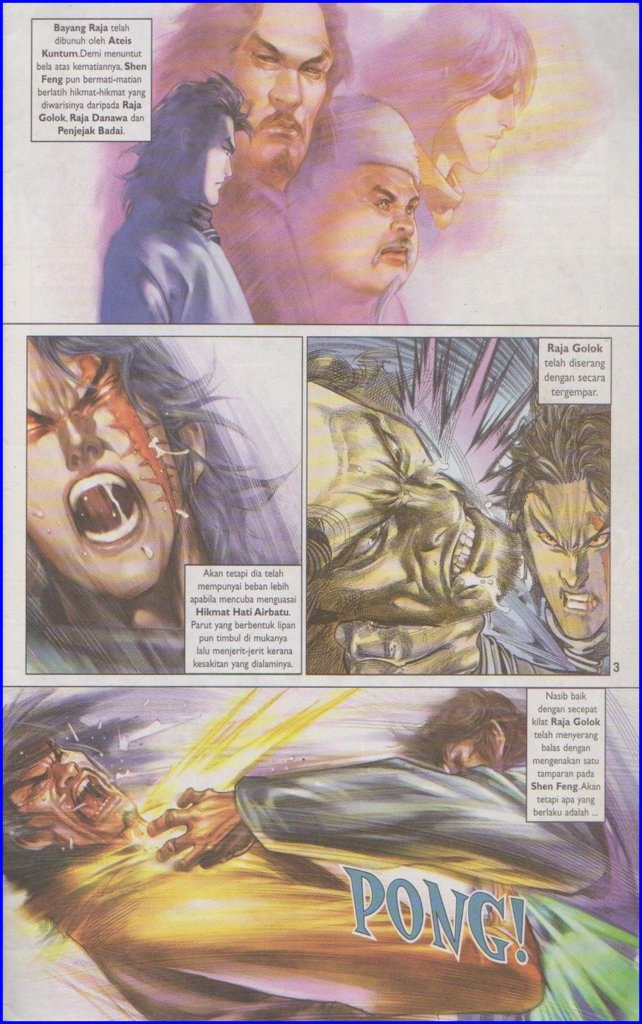 Bayang Raja telah
dibunuh oleh Ateis
Kuntum.Demi menuntut
bela atas kematiannya, Shen
Feng pun bermati-matian
berlatih hikmat-hikmat yang
diwarisinya daripada Raja
Golok, Raja Danawa dan
Penjejak Badai.
Raja Golok
telah diserang
dengan secara
tergempar.
Akan tetapi dia telah
mempunyai beban lebih
apabila mencuba menguasai
Hikmat Hati Airbatu.
Parut yang berbentuk lipan
pun timbul di mukanya
lalu menjerit-jerit kerana
kesakitan yang dialaminya.
3
Nasib baik
dengan secepat
kilat Raja Golok
telah menyerang
balas dengan
mengenakan satu
tamparan pada
Shen Feng. Akan
tetapi apa yang
berlaku adalah ...
PONG!